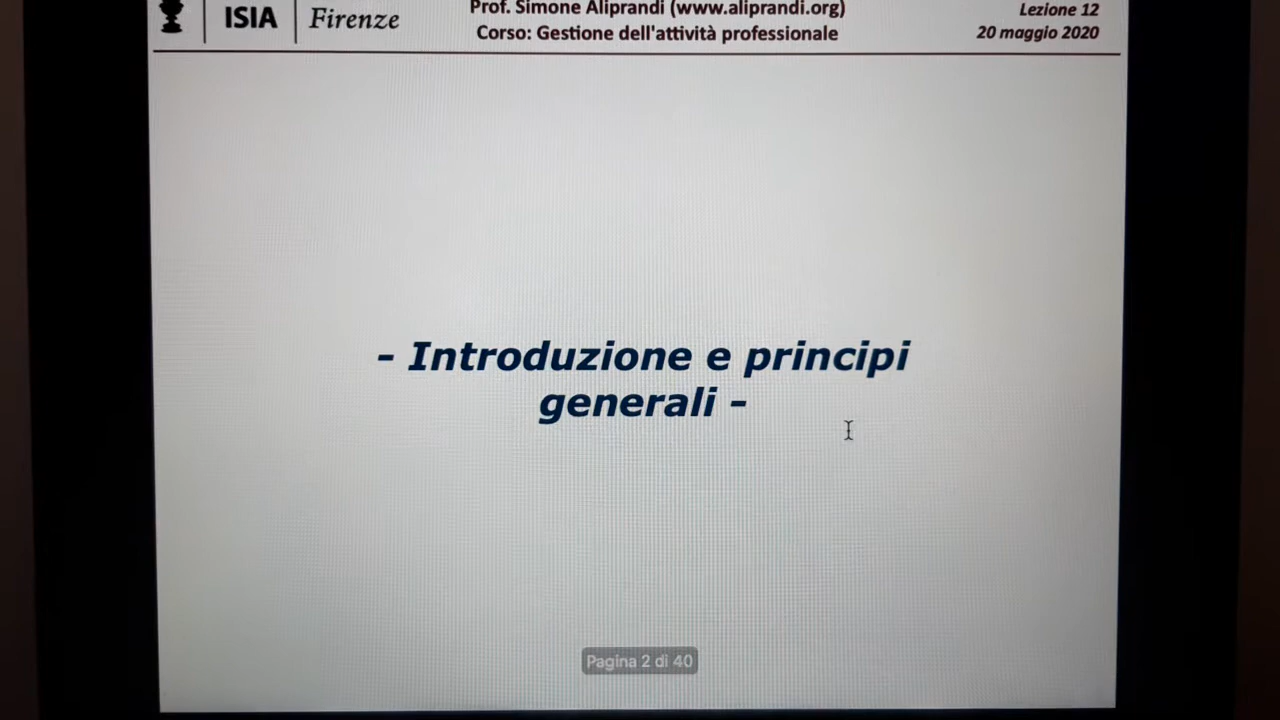 ISIA Firenze
Prof. Simone Aliprandi (www.aliprandi.org)
Corso: Gestione dell'attività professionale
Lezione 12
20 maggio 2020
- Introduzione e principi
generali -
Pagina 2 di 40